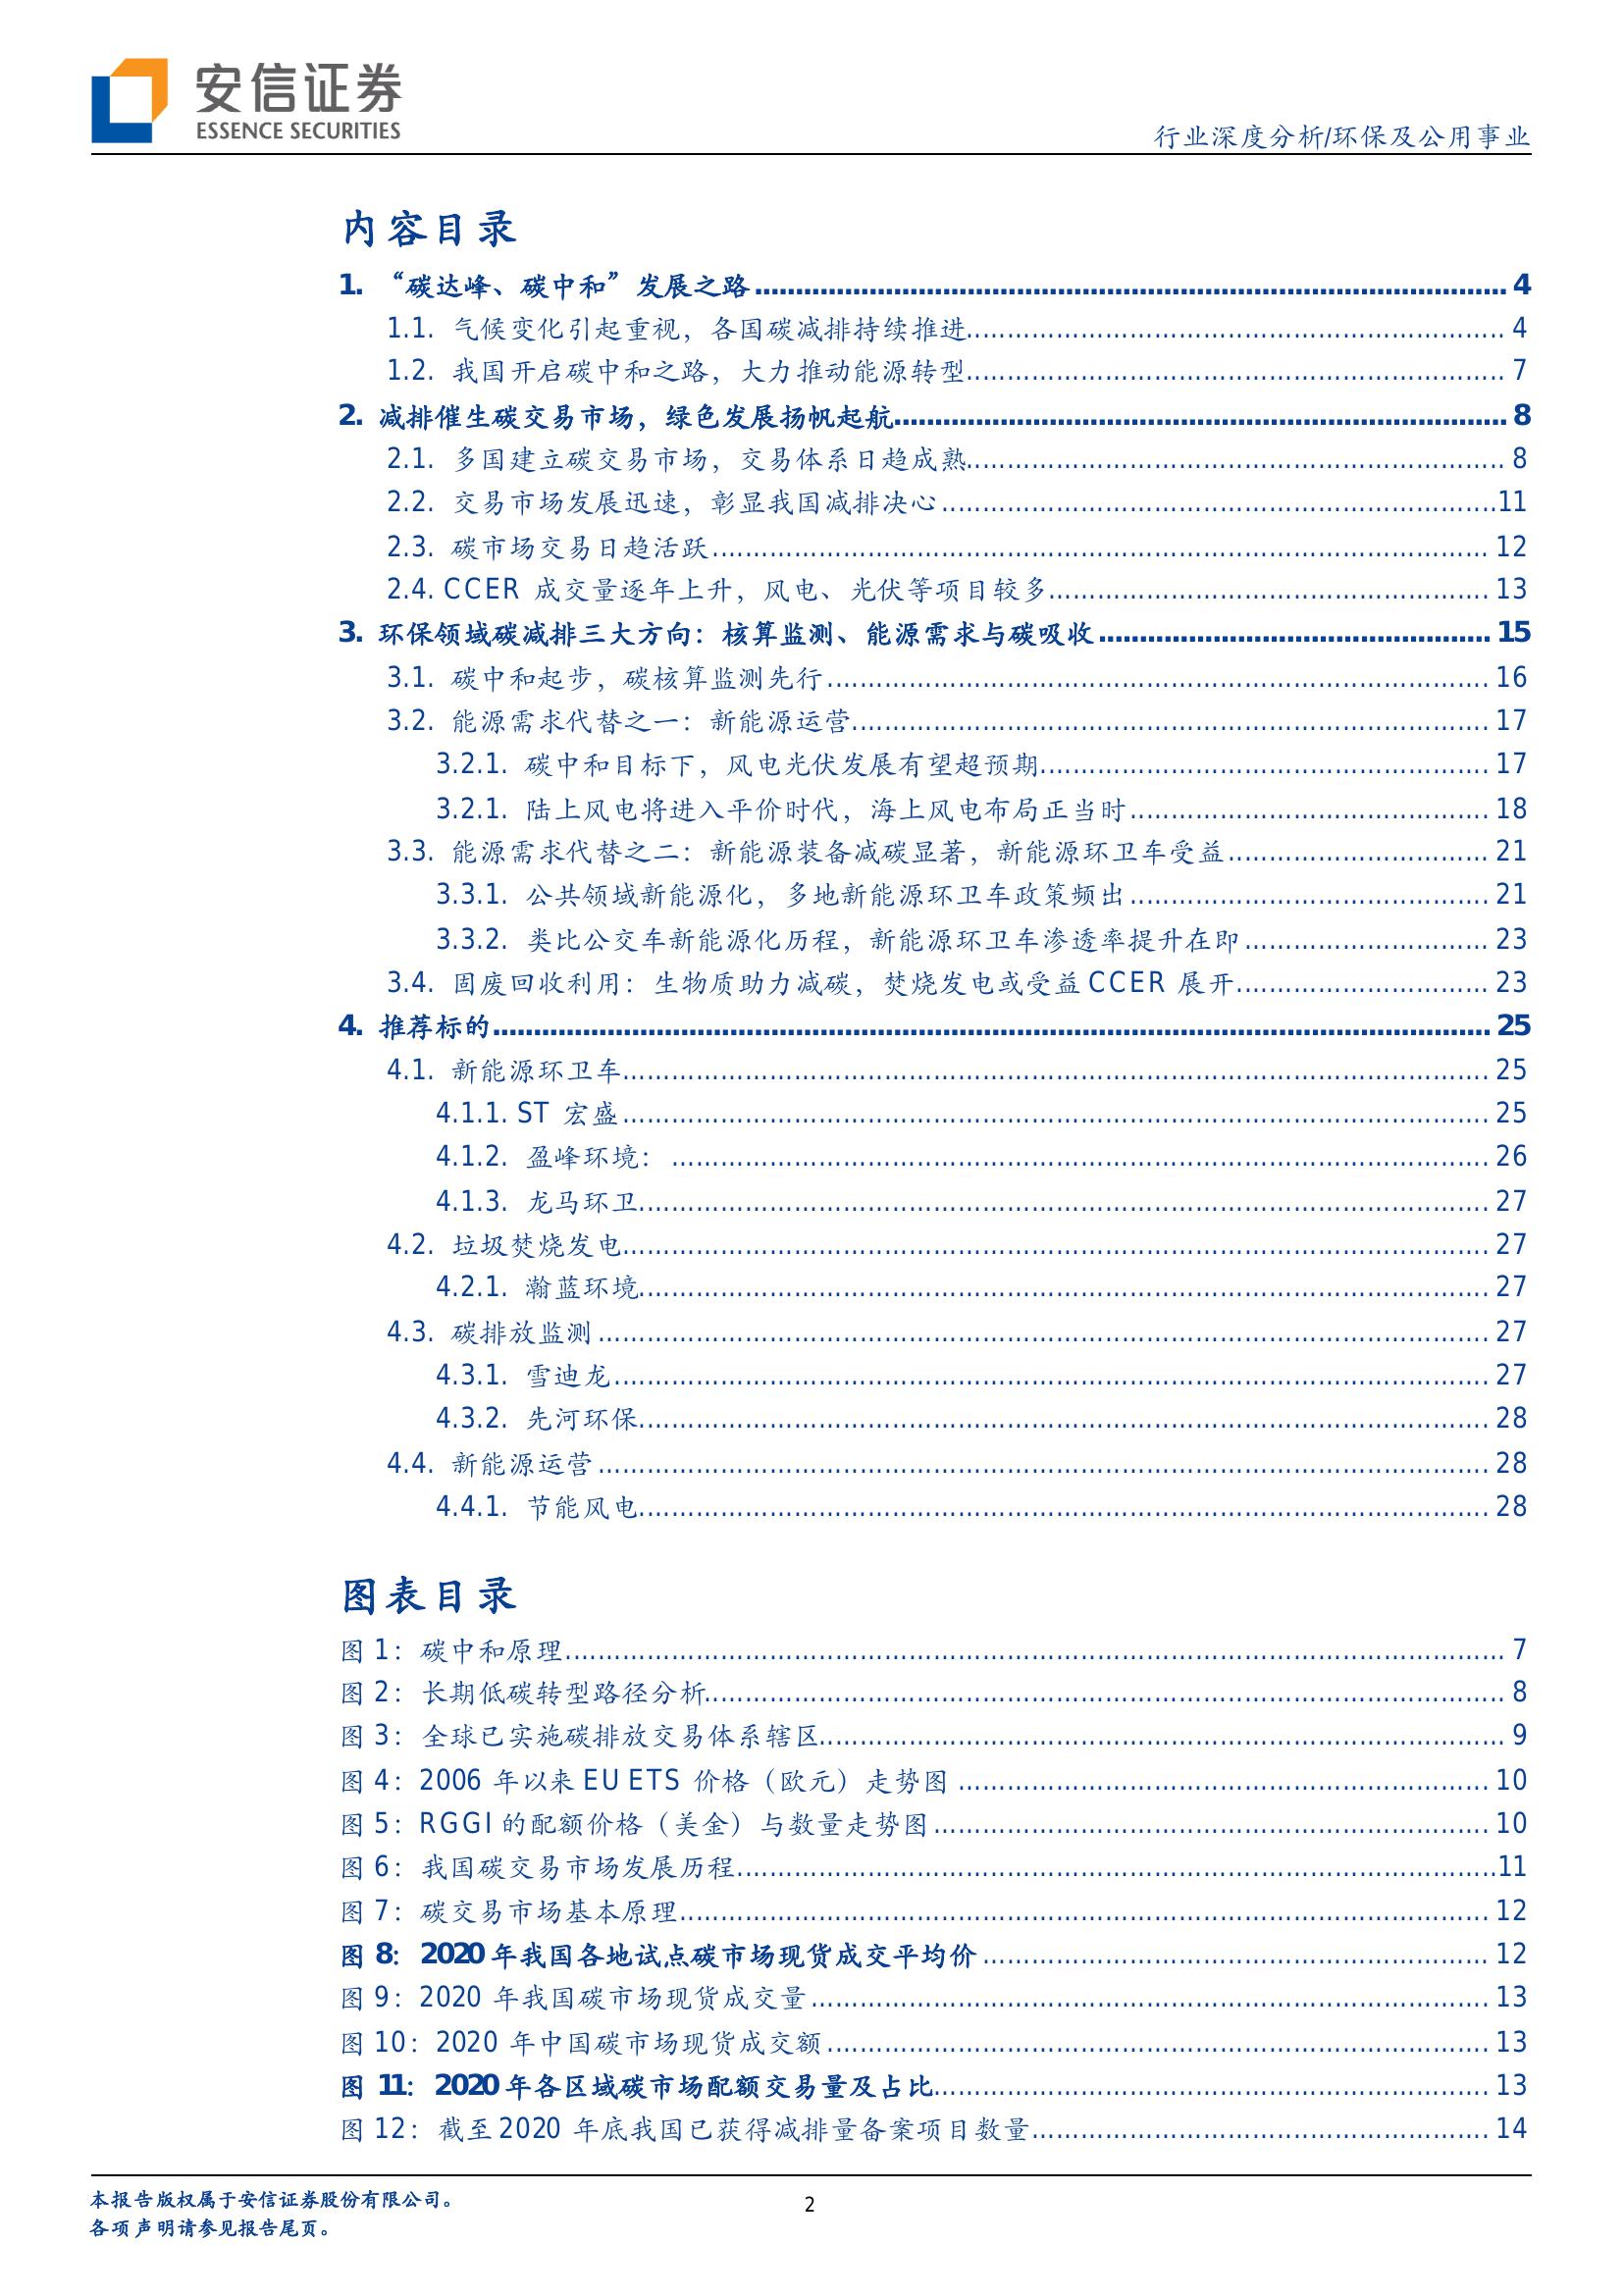 安信证券
ESSENCE SECURITIES
行业深度分析/环保及公用事业
内容目录
1. “碳达峰、碳中和”发展之路 4
1.1. 气候变化引起重视，各国碳减排持续推进 4
1.2. 我国开启碳中和之路，大力推动能源转型 7
2. 减排催生碳交易市场，绿色发展扬帆起航 8
2.1. 多国建立碳交易市场，交易体系日趋成熟 8
2.2. 交易市场发展迅速，彰显我国减排决心 11
2.3. 碳市场交易日趋活跃 12
2.4. CCER 成交量逐年上升，风电、光伏等项目较多 13
3. 环保领域碳减排三大方向：核算监测、能源需求与碳吸收 15
3.1. 碳中和起步，碳核算监测先行 16
3.2. 能源需求代替之一：新能源运营 17
3.2.1. 碳中和目标下，风电光伏发展有望超预期 17
3.2.1. 陆上风电将进入平价时代，海上风电布局正当时 18
3.3. 能源需求代替之二：新能源装备减碳显著，新能源环卫车受益 21
3.3.1. 公共领域新能源化，多地新能源环卫车政策频出 21
3.3.2. 类比公交车新能源化历程，新能源环卫车渗透率提升在即 23
3.4. 固废回收利用：生物质助力减碳，焚烧发电或受益 CCER 展开 23
4. 推荐标的 25
4.1. 新能源环卫车 25
4.1.1. ST 宏盛 25
4.1.2. 盈峰环境： 26
4.1.3. 龙马环卫 27
4.2. 垃圾焚烧发电 27
4.2.1. 瀚蓝环境 27
4.3. 碳排放监测 27
4.3.1. 雪迪龙 27
4.3.2. 先河环保 28
4.4. 新能源运营 28
4.4.1. 节能风电 28
图表目录
图 1：碳中和原理 7
图 2：长期低碳转型路径分析 8
图 3：全球已实施碳排放交易体系辖区 9
图 4：2006 年以来 EU ETS 价格（欧元）走势图 10
图 5：RGGI 的配额价格（美金）与数量走势图 10
图 6：我国碳交易市场发展历程 11
图 7：碳交易市场基本原理 12
图 8：2020 年我国各地试点碳市场现货成交平均价 12
图 9：2020 年我国碳市场现货成交量 13
图 10：2020 年中国碳市场现货成交额 13
图 11：2020 年各区域碳市场配额交易量及占比 13
图 12：截至 2020 年底我国已获得减排量备案项目数量 14
本报告版权属于安信证券股份有限公司。
2
各项声明请参见报告尾页。